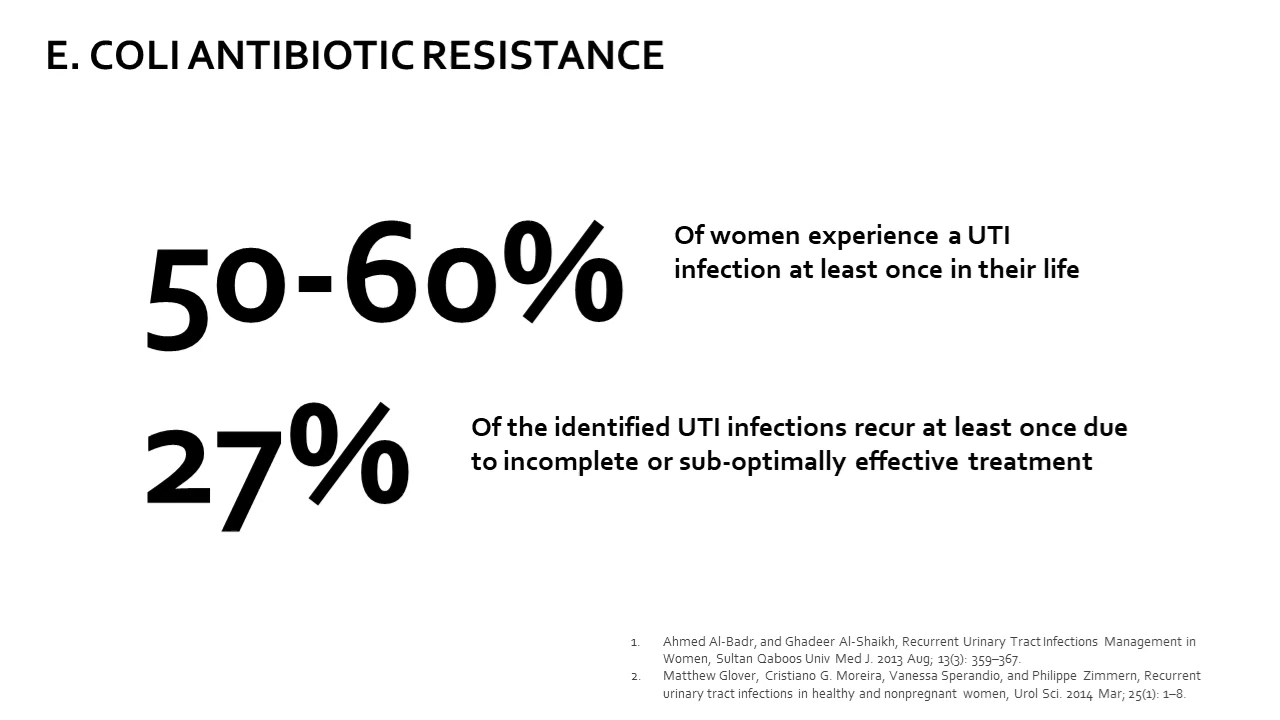 E. COLI ANTIBIOTIC RESISTANCE
50-60%
Of women experience a UTI
infection at least once in their life
27%
Of the identified UTI infections recur at least once due
to incomplete or sub-optimally effective treatment
1. Ahmed Al-Badr, and Ghadeer Al-Shaikh, Recurrent Urinary Tract Infections Management in
Women, Sultan Qaboos Univ Med J. 2013 Aug; 13(3): 359–367.
2. Matthew Glover, Cristiano G. Moreira, Vanessa Sperandio, and Philippe Zimmern, Recurrent
urinary tract infections in healthy and nonpregnant women, Urol Sci. 2014 Mar; 25(1): 1–8.